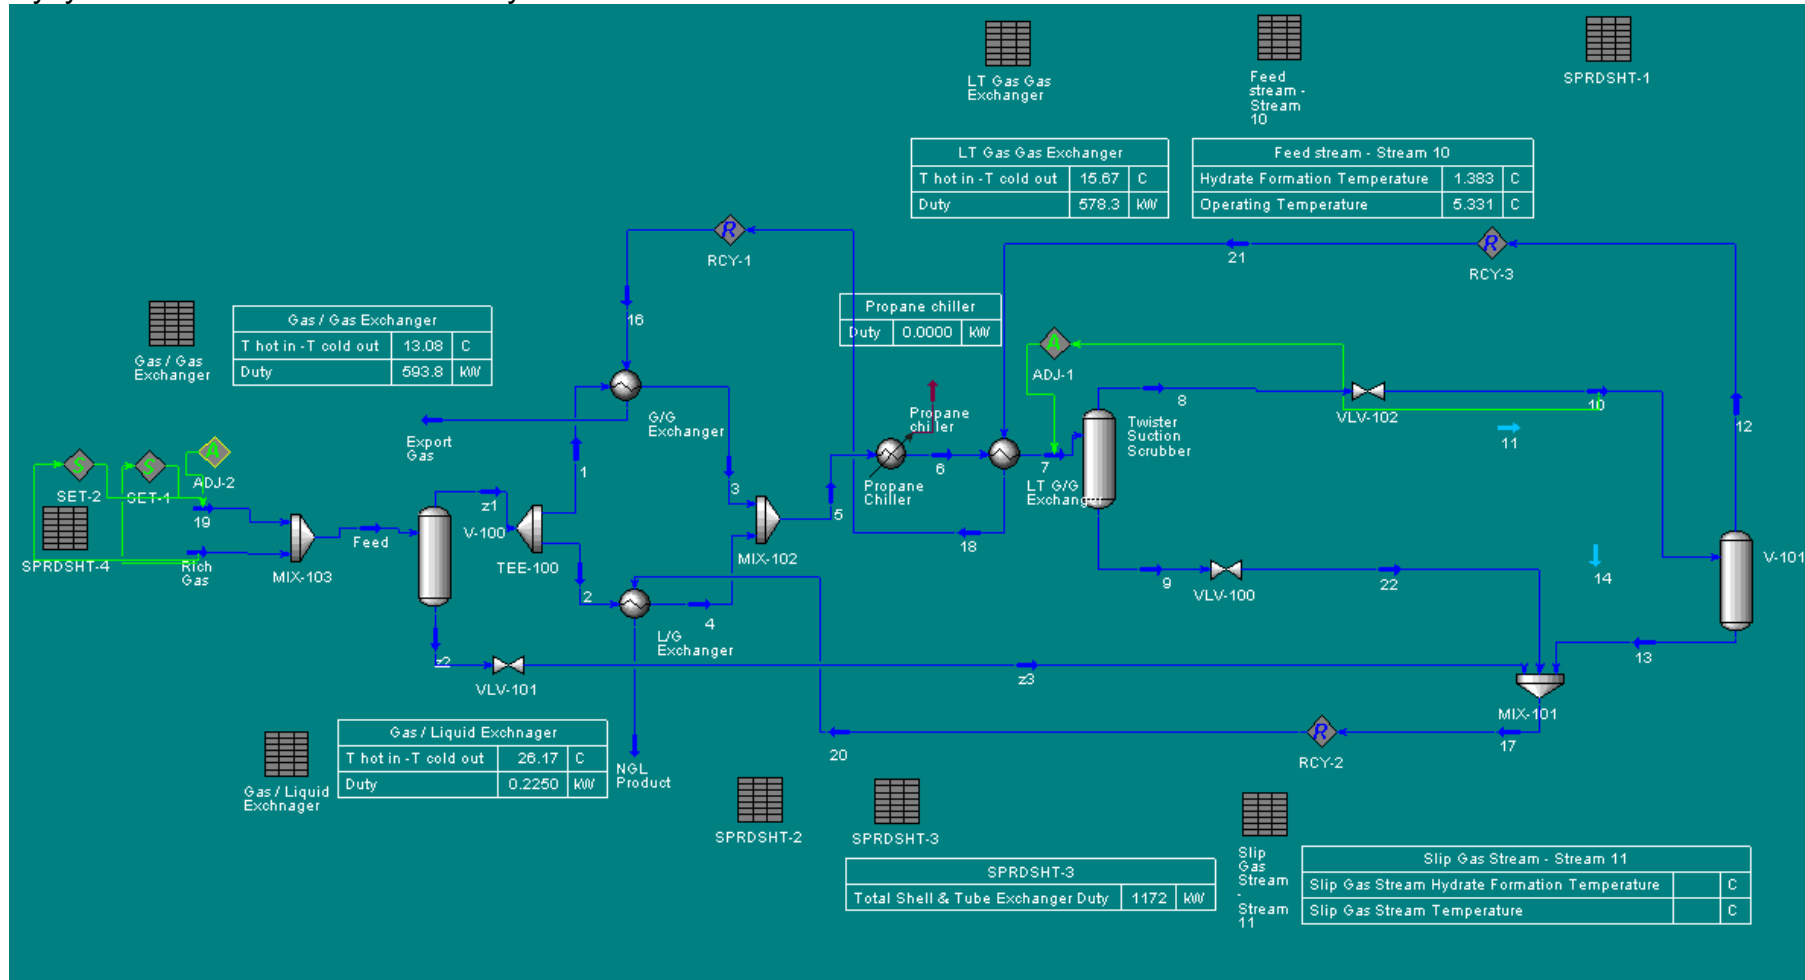 LT Gas Gas
Exchanger
Feed
stream -
Stream
10
SPRDSHT-1
LT Gas Gas Exchanger
T hot in -T cold out 15.67 C
Duty 578.3 kW
Feed stream - Stream 10
Hydrate Formation Temperature 1.383 C
Operating Temperature 5.331 C
R
RCY-1
21
R
RCY-3
Gas / Gas
Exchanger
Gas / Gas Exchanger
T hot in -T cold out 13.08 C
Duty 593.8 kW
16
Propane chiller
Duty 0.0000 kW
A
ADJ-1
G/G
Exchanger
Export
Gas
Propane
chiller
8
Twister
Suction
Scrubber
VLV-102
10
11
12
S
SET-2
S
SET-1
A
ADJ-2
1
3
Propane
Chiller
6
7
LT G/G
Exchanger
19
SPRDSHT-4
Rich
Gas
MIX-103
Feed
z1
V-100
TEE-100
2
MIX-102
5
18
9
VLV-100
22
14
V-101
4
L/G
Exchanger
z2
VLV-101
z3
13
MIX-101
17
R
RCY-2
20
NGL
Product
Gas / Liquid
Exchnager
Gas / Liquid Exchnager
T hot in -T cold out 26.17 C
Duty 0.2250 kW
SPRDSHT-2
SPRDSHT-3
SPRDSHT-3
Total Shell & Tube Exchanger Duty 1172 kW
Slip
Gas
Stream
-
Stream
11
Slip Gas Stream - Stream 11
Slip Gas Stream Hydrate Formation Temperature C
Slip Gas Stream Temperature C